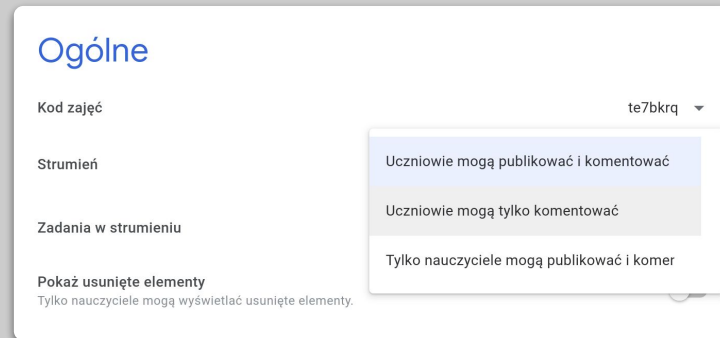 Ogólne
Kod zajęć
te7bkrq
Strumień
Uczniowie mogą publikować i komentować
Uczniowie mogą tylko komentować
Zadania w strumieniu
Tylko nauczyciele mogą publikować i komer
Pokaż usunięte elementy
Tylko nauczyciele mogą wyświetlać usunięte elementy.